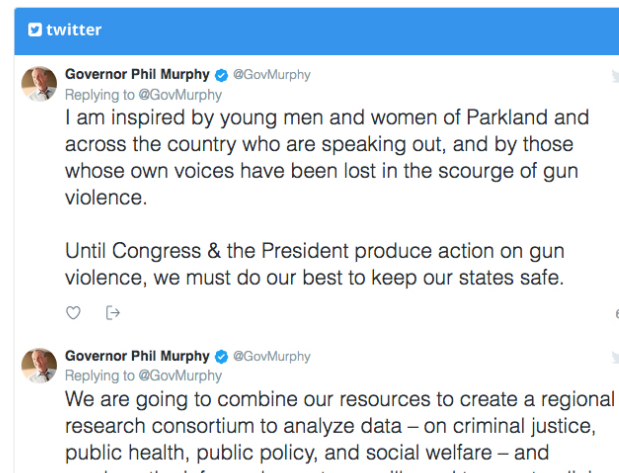 twitter
Governor Phil Murphy @GovMurphy
Replying to @GovMurphy
I am inspired by young men and women of Parkland and
across the country who are speaking out, and by those
whose own voices have been lost in the scourge of gun
violence.
Until Congress & the President produce action on gun
violence, we must do our best to keep our states safe.
Governor Phil Murphy @GovMurphy
Replying to @GovMurphy
We are going to combine our resources to create a regional
research consortium to analyze data – on criminal justice,
public health, public policy, and social welfare – and